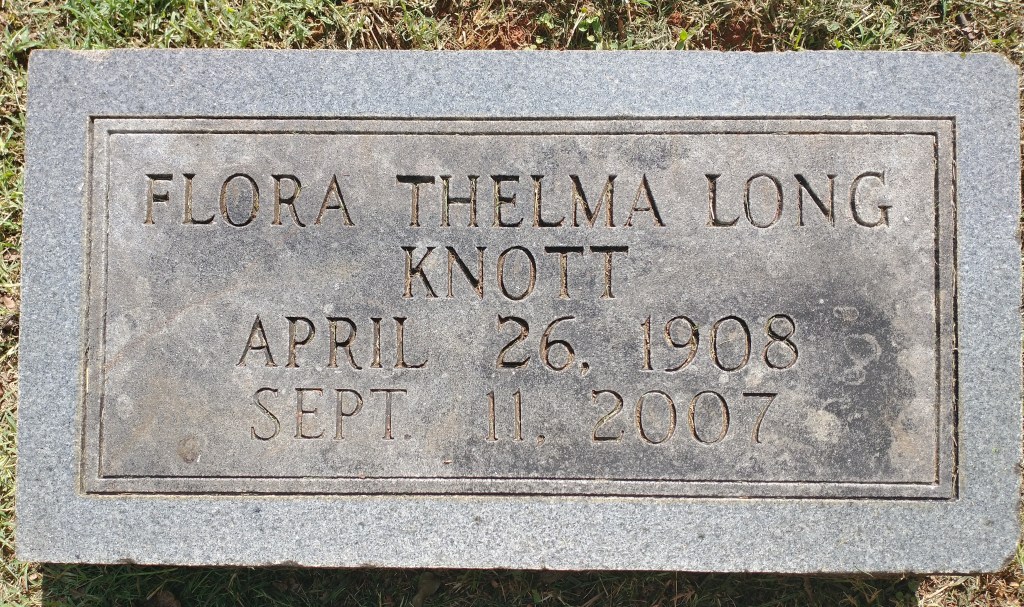 FLORA THELMA LONG
KNOTT
APRIL 26, 1908
SEPT. 11, 2007